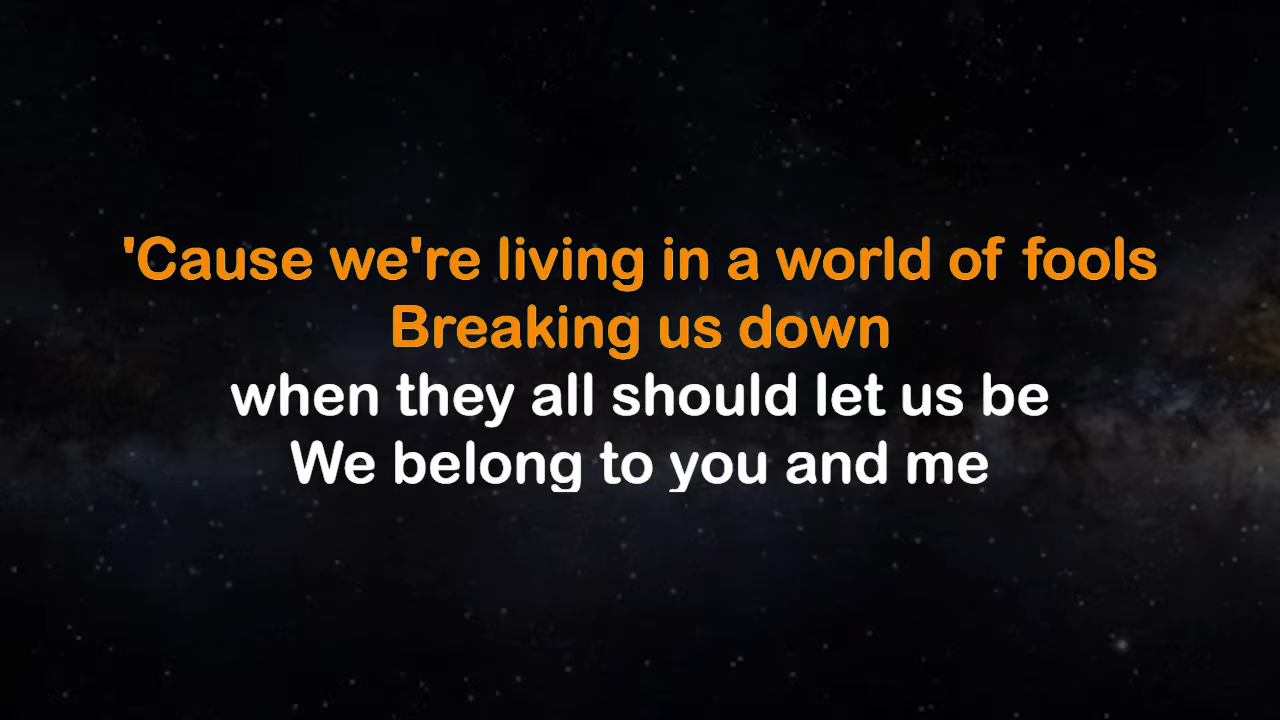 'Cause we're living in a world of fools
Breaking us down
when they all should let us be
We belong to you and me